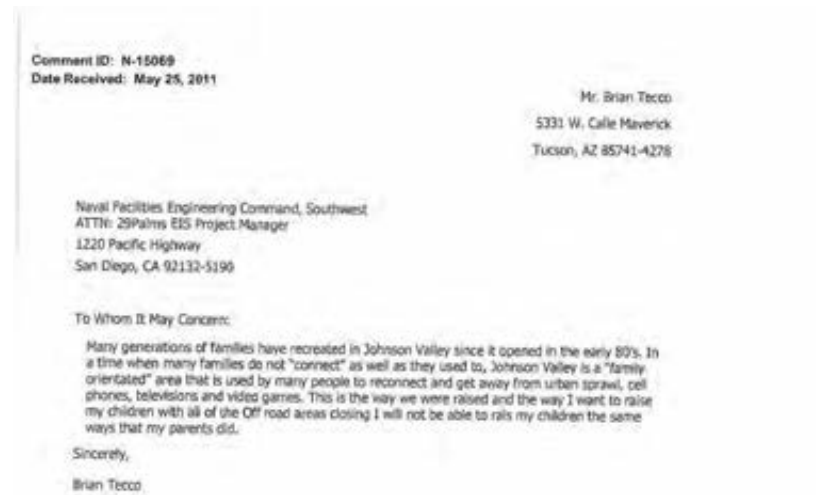 Comment ID: N-15069
Date Received: May 25, 2011
Mr. Brian Tecco
5331 W. Calle Maverick
Tucson, AZ 85741-4278
Naval Facilities Engineering Command, Southwest
ATTN: 29Palms EIS Project Manager
1220 Pacific Highway
San Diego, CA 92132-5190
To Whom It May Concern:
Many generations of families have recreated in Johnson Valley since it opened in the early 80's. In
a time when many families do not "connect" as well as they used to, Johnson Valley is a "family
orientated" area that is used by many people to reconnect and get away from urban sprawl, cell
phones, televisions and video games. This is the way we were raised and the way I want to raise
my children with all of the Off road areas closing I will not be able to rais my children the same
ways that my parents did.
Sincerely,
Brian Tecco